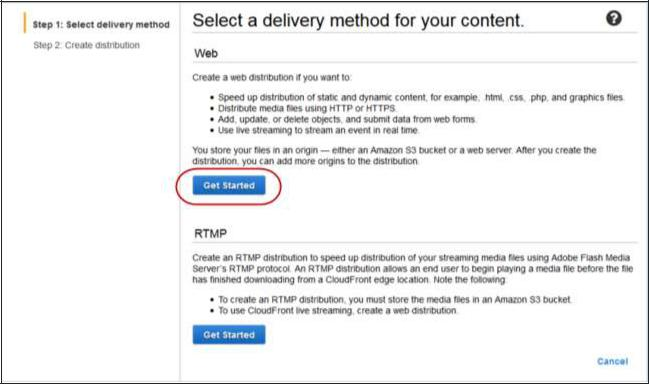 Step 1: Select delivery method
Step 2: Create distribution
Select a delivery method for your content.
?
Web
Create a web distribution if you want to:
• Speed up distribution of static and dynamic content, for example, .html, .css, .php, and graphics files.
• Distribute media files using HTTP or HTTPS.
• Add, update, or delete objects, and submit data from web forms.
• Use live streaming to stream an event in real time.
You store your files in an origin — either an Amazon S3 bucket or a web server. After you create the
distribution, you can add more origins to the distribution.
Get Started
RTMP
Create an RTMP distribution to speed up distribution of your streaming media files using Adobe Flash Media
Server's RTMP protocol. An RTMP distribution allows an end user to begin playing a media file before the file
has finished downloading from a CloudFront edge location. Note the following:
• To create an RTMP distribution, you must store the media files in an Amazon S3 bucket.
• To use CloudFront live streaming, create a web distribution.
Get Started
Cancel